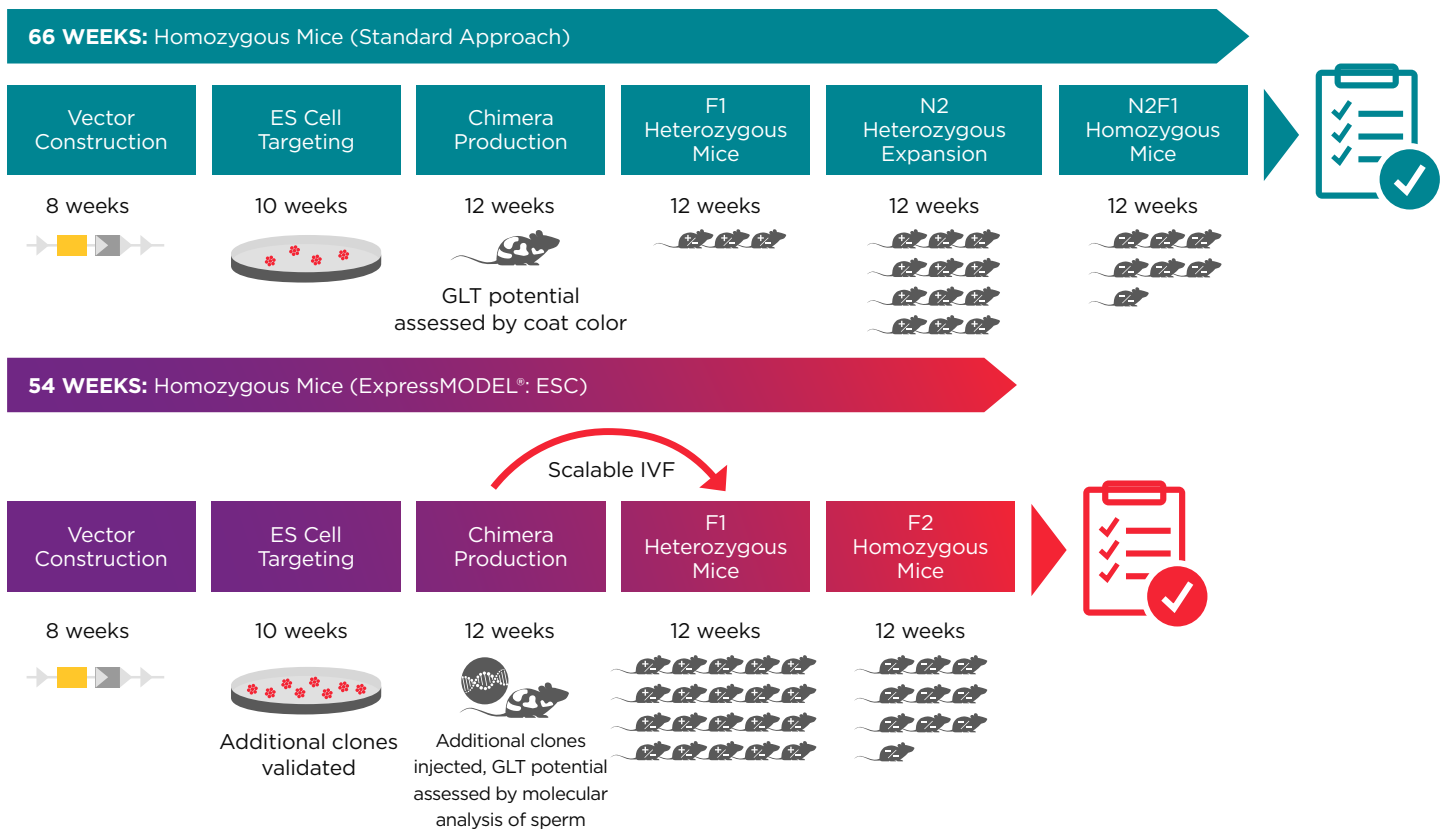 66 WEEKS: Homozygous Mice (Standard Approach)
Vector
Construction
ES Cell
Targeting
Chimera
Production
F1
Heterozygous
Mice
N2
Heterozygous
Expansion
N2F1
Homozygous
Mice
8 weeks
10 weeks
12 weeks
12 weeks
12 weeks
12 weeks
GLT potential
assessed by coat color
54 WEEKS: Homozygous Mice (ExpressMODEL®: ESC)
Scalable IVF
Vector
Construction
ES Cell
Targeting
Chimera
Production
F1
Heterozygous
Mice
F2
Homozygous
Mice
8 weeks
10 weeks
12 weeks
12 weeks
12 weeks
Additional clones
validated
Additional clones
injected, GLT potential
assessed by molecular
analysis of sperm